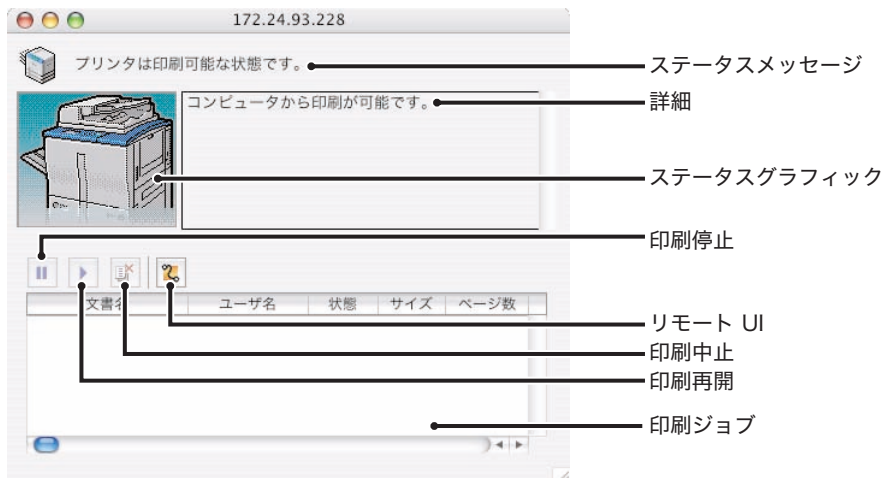 172.24.93.228
プリンタは印刷可能な状態です。
ステータスメッセージ
コンピュータから印刷が可能です。
詳細
ステータスグラフィック
印刷停止
文書 ユーザ名 状態 サイズ ページ数
リモート UI
印刷中止
印刷再開
印刷ジョブ